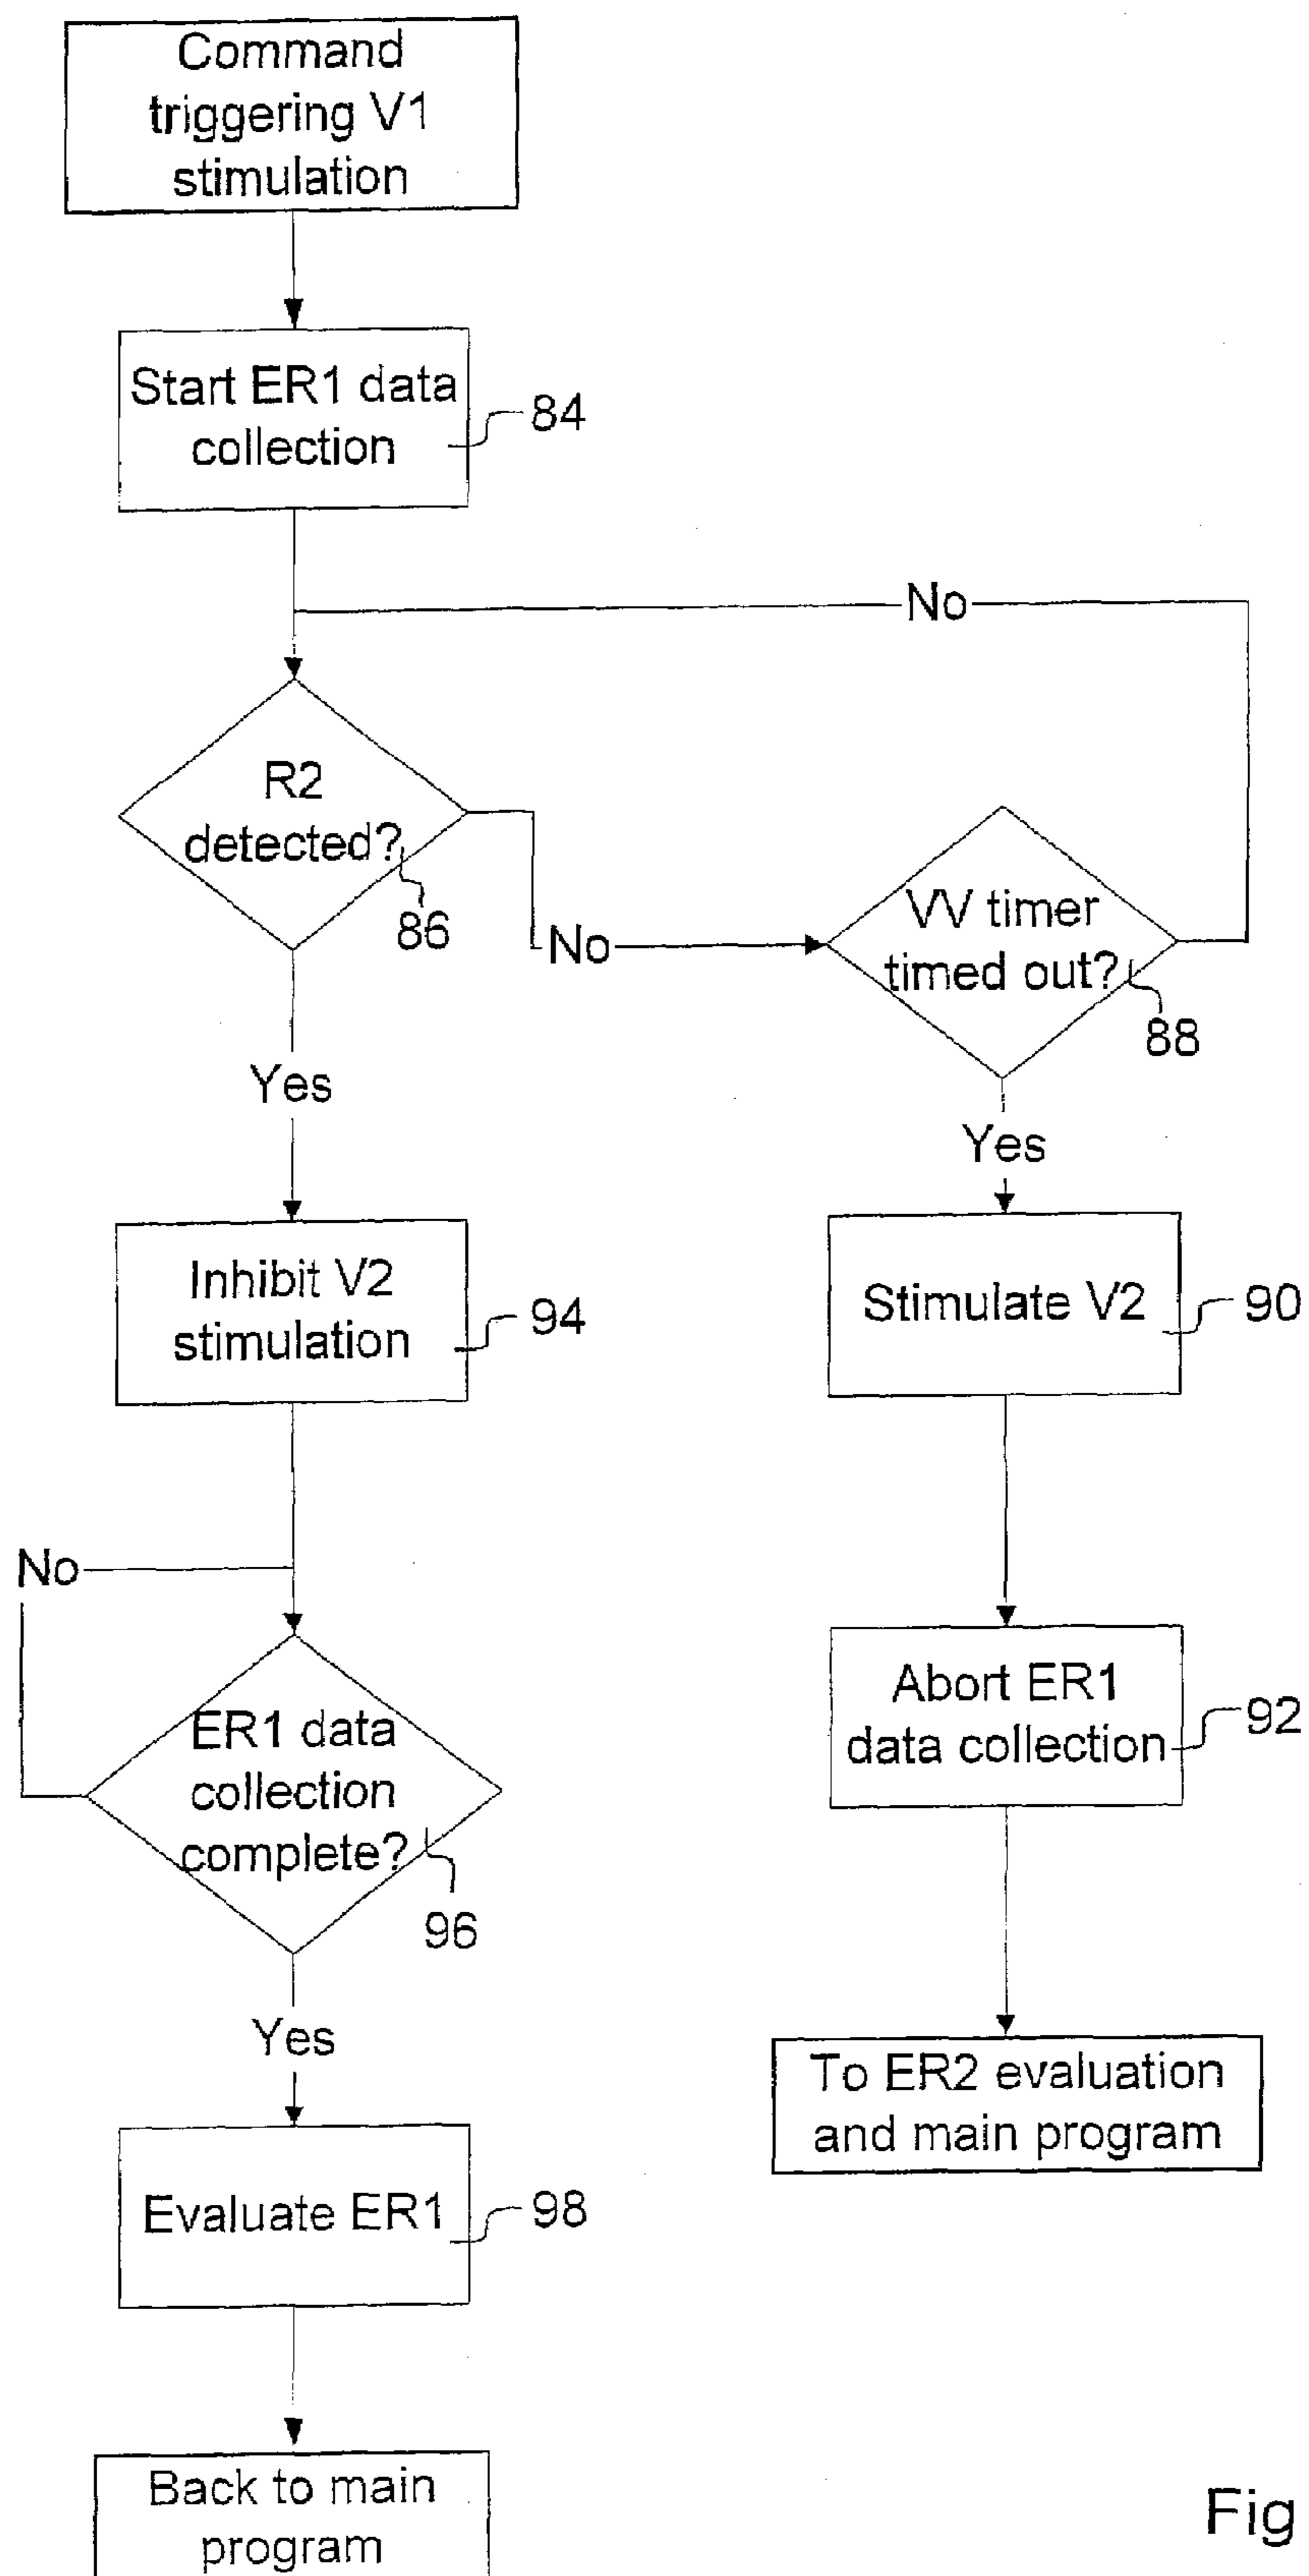 Command
triggering V1
stimulation
Start ER1 data
collection
84
No
R2
detected?
86
No
VV timer
timed out?
88
Yes
Yes
Inhibit V2
stimulation
94
Stimulate V2
90
No
ER1 data
collection
complete?
96
Abort ER1
data collection
92
Yes
To ER2 evaluation
and main program
Evaluate ER1
98
Back to main
program
Fig